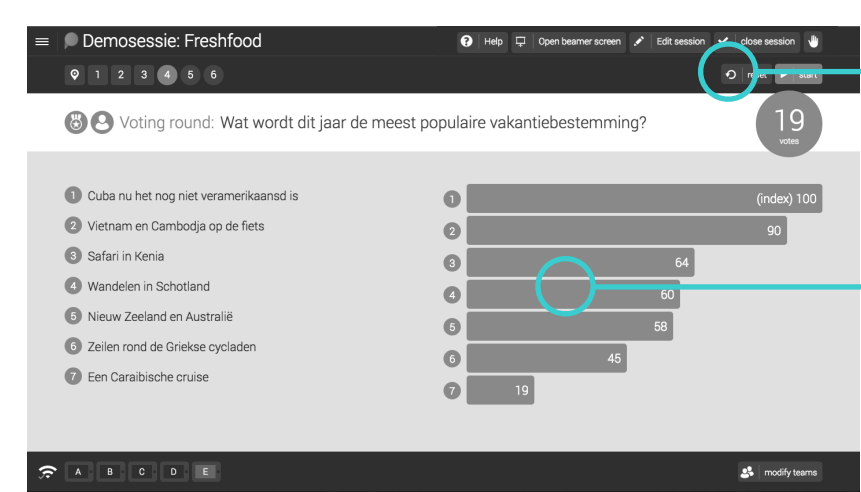 Demosessie: Freshfood
? Help Open beamer screen Edit session close session
1 2 3 4 5 6
reset start
Voting round: Wat wordt dit jaar de meest populaire vakantiebestemming?
19
votes
1 Cuba nu het nog niet veramerikaansd is
2 Vietnam en Cambodja op de fiets
3 Safari in Kenia
4 Wandelen in Schotland
5 Nieuw Zeeland en Australië
6 Zeilen rond de Griekse cycladen
7 Een Caraibische cruise
1 (index) 100
2 90
3 64
4 60
5 58
6 45
7 19
A B C D E
modify teams